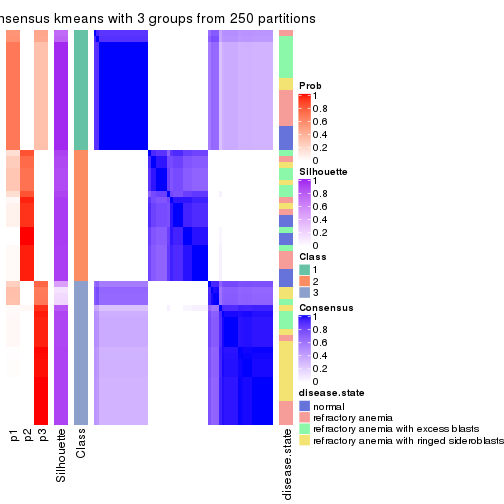 nsensus kmeans with 3 groups from 250 partitions
Prob
1
0.8
0.6
0.4
0.2
0
Silhouette
1
0.8
0.6
0.4
0.2
0
Class
1
2
3
Consensus
1
0.8
0.6
0.4
0.2
0
disease.state
normal
refractory anemia
refractory anemia with excess blasts
refractory anemia with ringed sideroblasts
p1
p2
p3
Silhouette
Class
disease.state